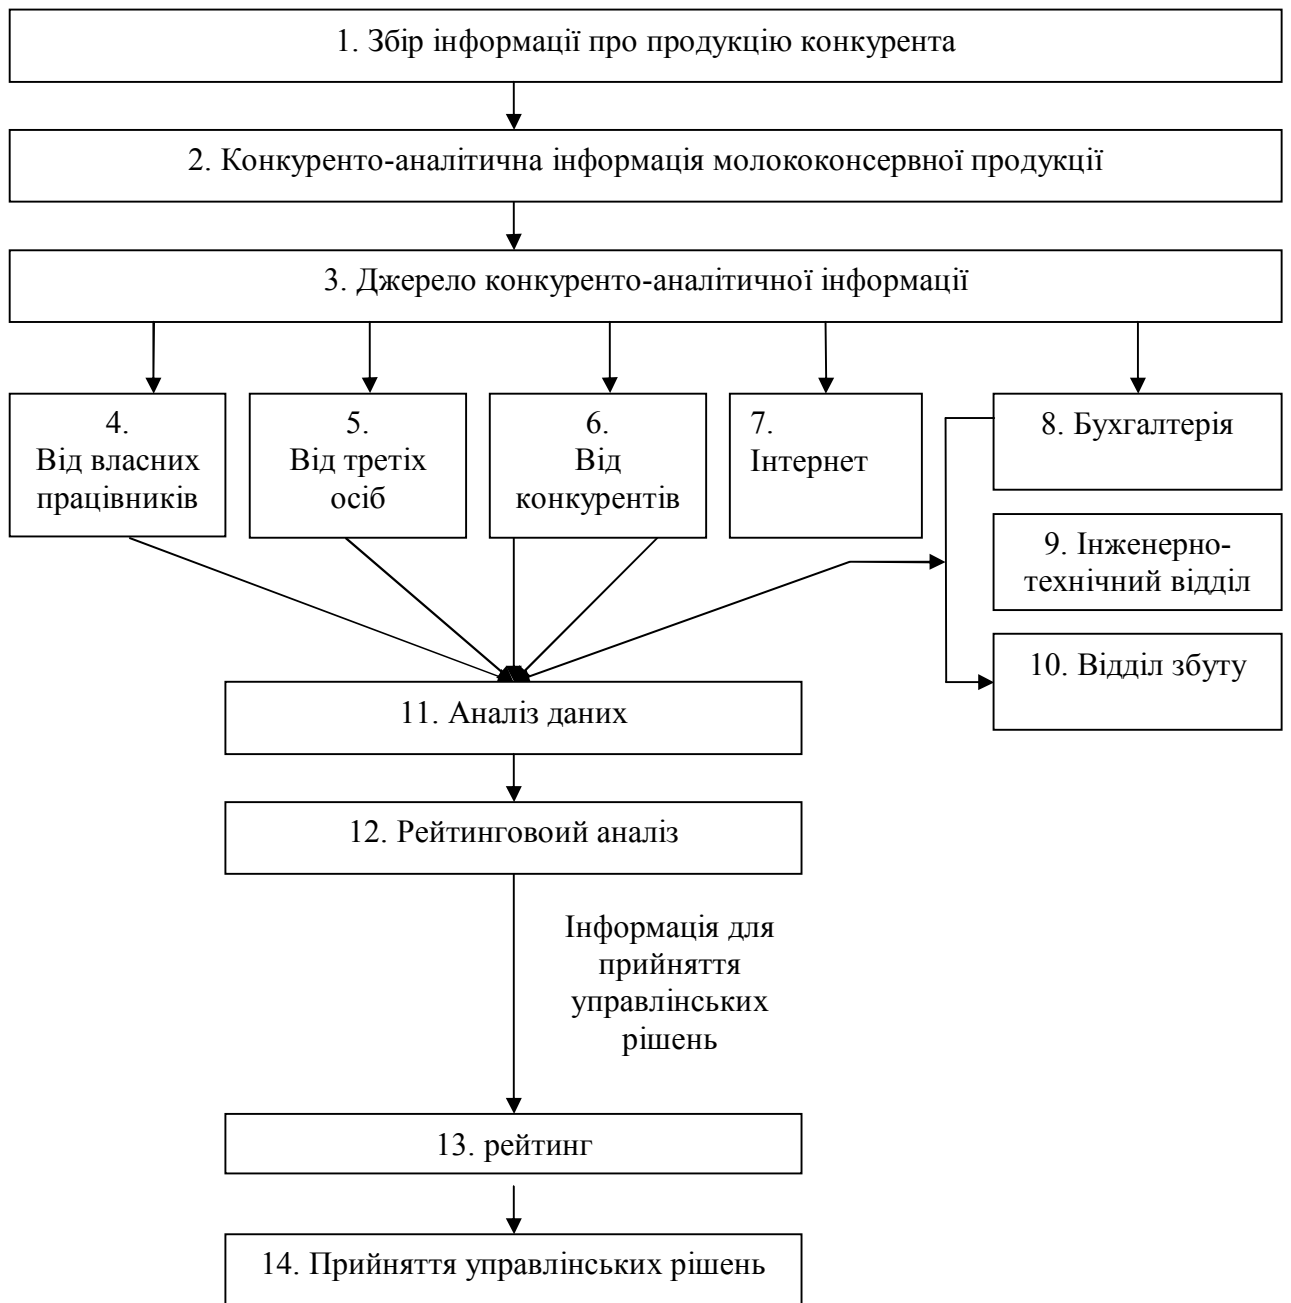 1. Збір інформації про продукцію конкурента
2. Конкуренто-аналітична інформація молококонсервної продукції
3. Джерело конкуренто-аналітичної інформації
4.
Від власних
працівників
5.
Від третіх
осіб
6.
Від
конкурентів
7.
Інтернет
8. Бухгалтерія
9. Інженерно-
технічний відділ
10. Відділ збуту
11. Аналіз даних
12. Рейтинговоий аналіз
Інформація для
прийняття
управлінських
рішень
13. рейтинг
14. Прийняття управлінських рішень